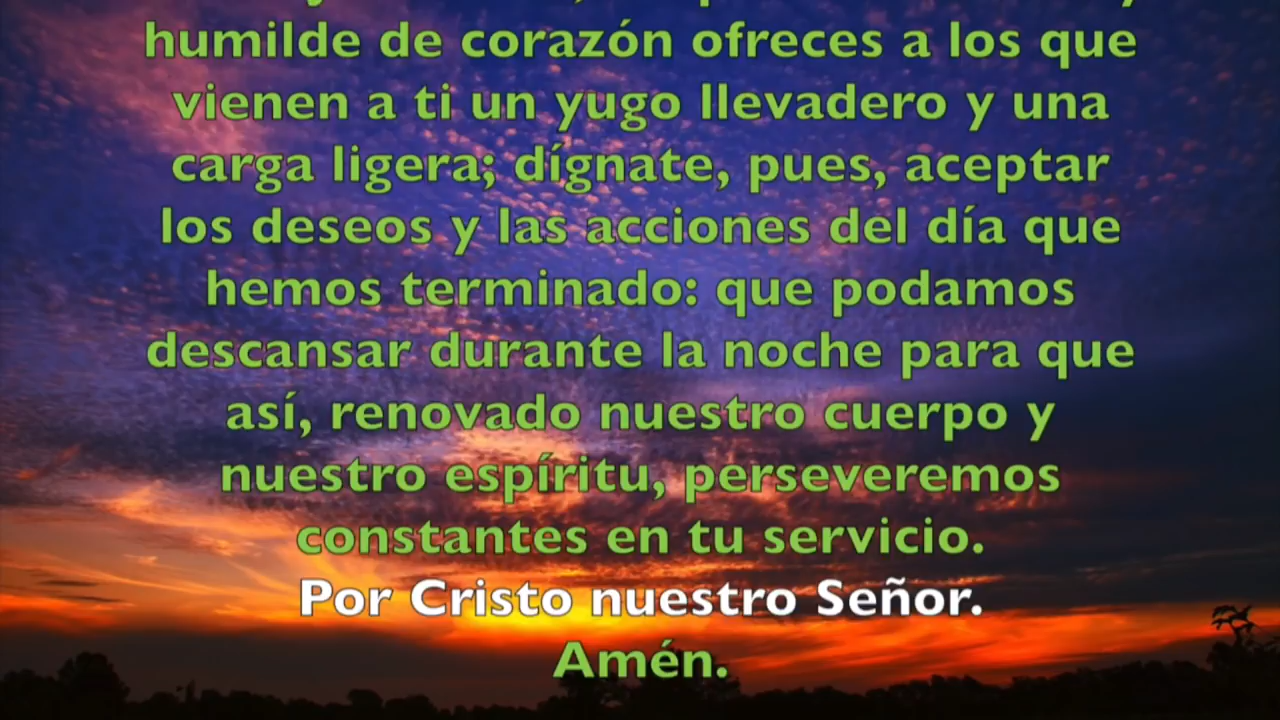 humilde de corazón ofreces a los que
vienen a ti un yugo llevadero y una
carga ligera; dígnate, pues, aceptar
los deseos y las acciones del día que
hemos terminado: que podamos
descansar durante la noche para que
así, renovado nuestro cuerpo y
nuestro espíritu, perseveremos
constantes en tu servicio.
Por Cristo nuestro Señor.
Amén.